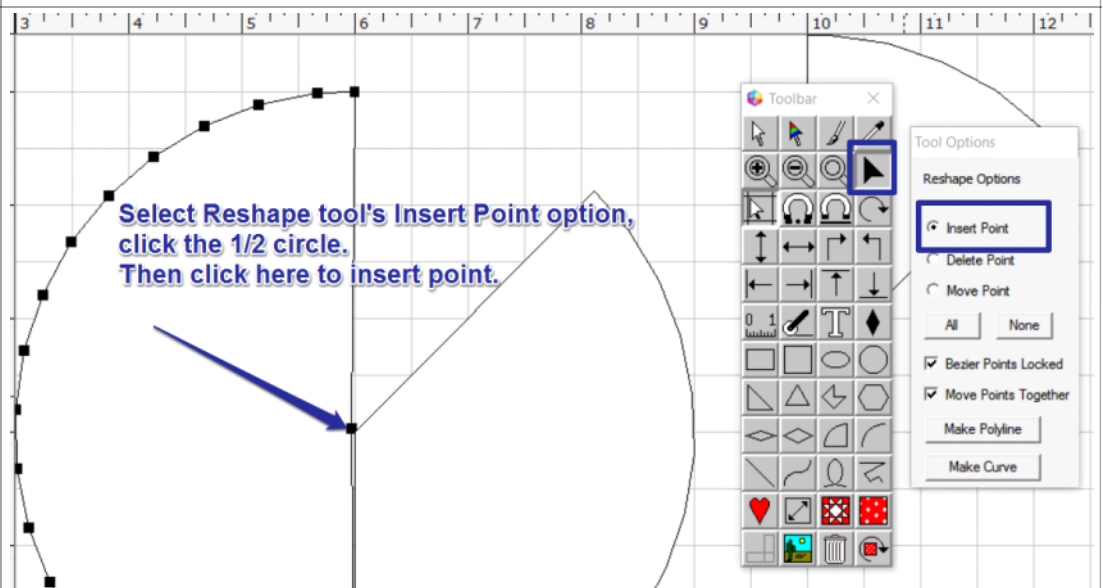 3 4 5 6 7 8 9 10 11 12
Toolbar
Tool Options
Reshape Options
Select Reshape tool's Insert Point option,
click the 1/2 circle.
Then click here to insert point.
Insert Point
Delete Point
Move Point
All None
0 1
T
Bezier Points Locked
Move Points Together
Make Polyline
Make Curve